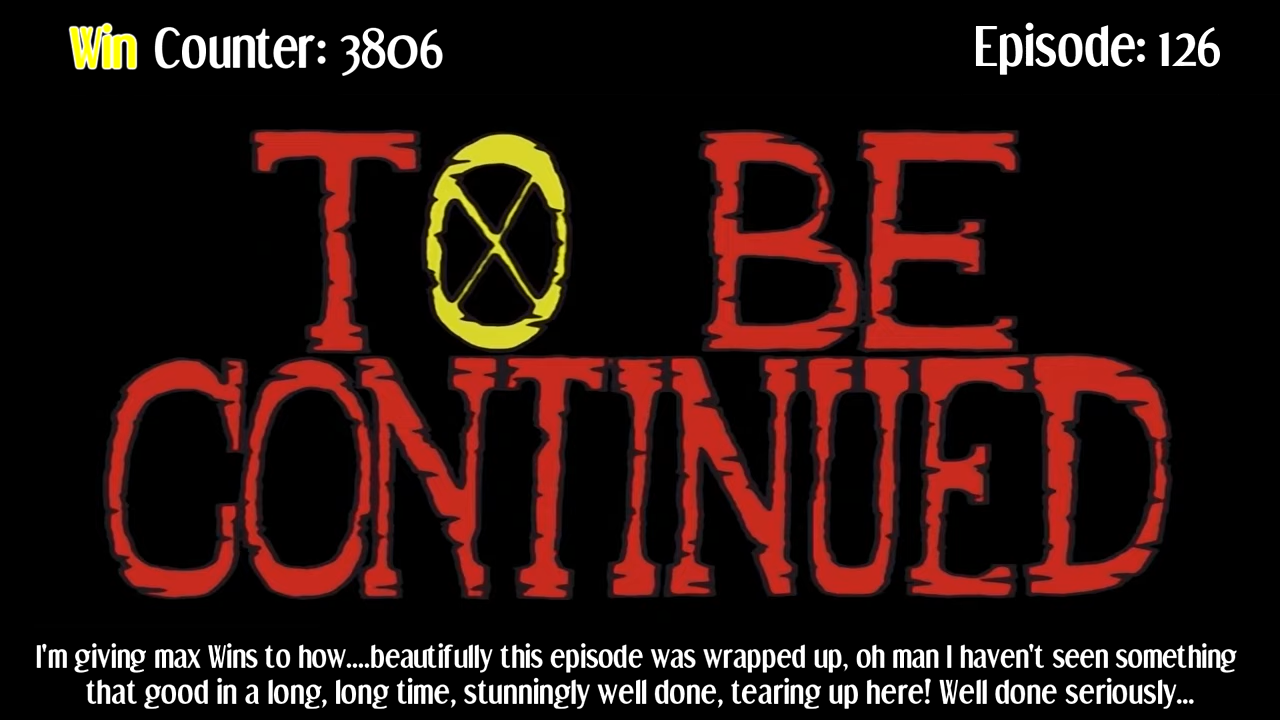 Win Counter: 3806
Episode: 126
TO BE
CONTINUED
I'm giving max Wins to how....beautifully this episode was wrapped up, oh man I haven't seen something
that good in a long, long time, stunningly well done, tearing up here! Well done seriously...